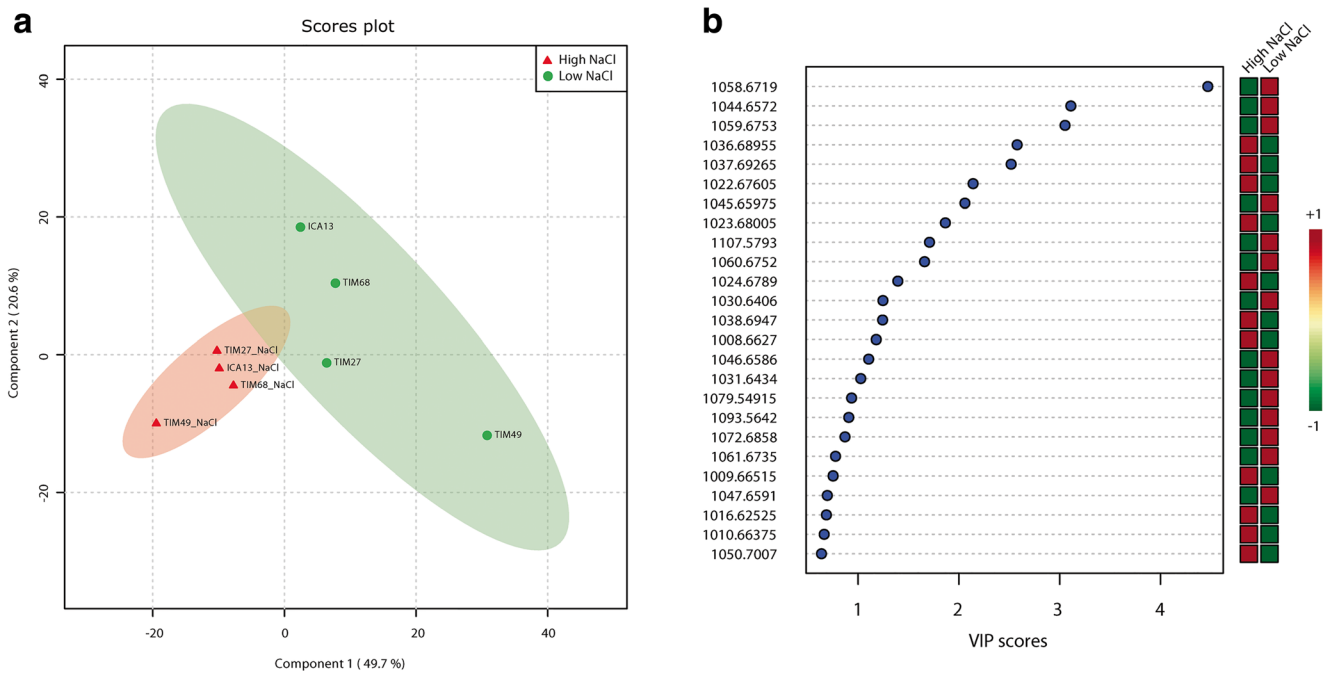 a
Scores plot
High NaCl
Low NaCl
40
20
0
-20
ICA13
TIM68
TIM27
TIM49
TIM27_NaCl
ICA13_NaCl
TIM68_NaCl
TIM49_NaCl
-20
0
20
40
Component 1 ( 49.7 %)
Component 2 ( 20.6 %)
b
High NaCl
Low NaCl
1058.6719
1044.6572
1059.6753
1036.68955
1037.69265
1022.67605
1045.65975
1023.68005
1107.5793
1060.6752
1024.6789
1030.6406
1038.6947
1008.6627
1046.6586
1031.6434
1079.54915
1093.5642
1072.6858
1061.6735
1009.66515
1047.6591
1016.62525
1010.66375
1050.7007
1
2
3
4
VIP scores
+1
-1